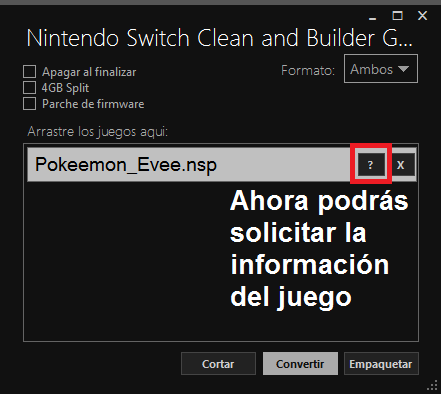 Nintendo Switch Clean and Builder G...
Apagar al finalizar
4GB Split
Parche de firmware
Formato: Ambos
Arrastre los juegos aqui:
Pokeemon_Evee.nsp ? X
Ahora podrás
solicitar la
información
del juego
Cortar Convertir Empaquetar